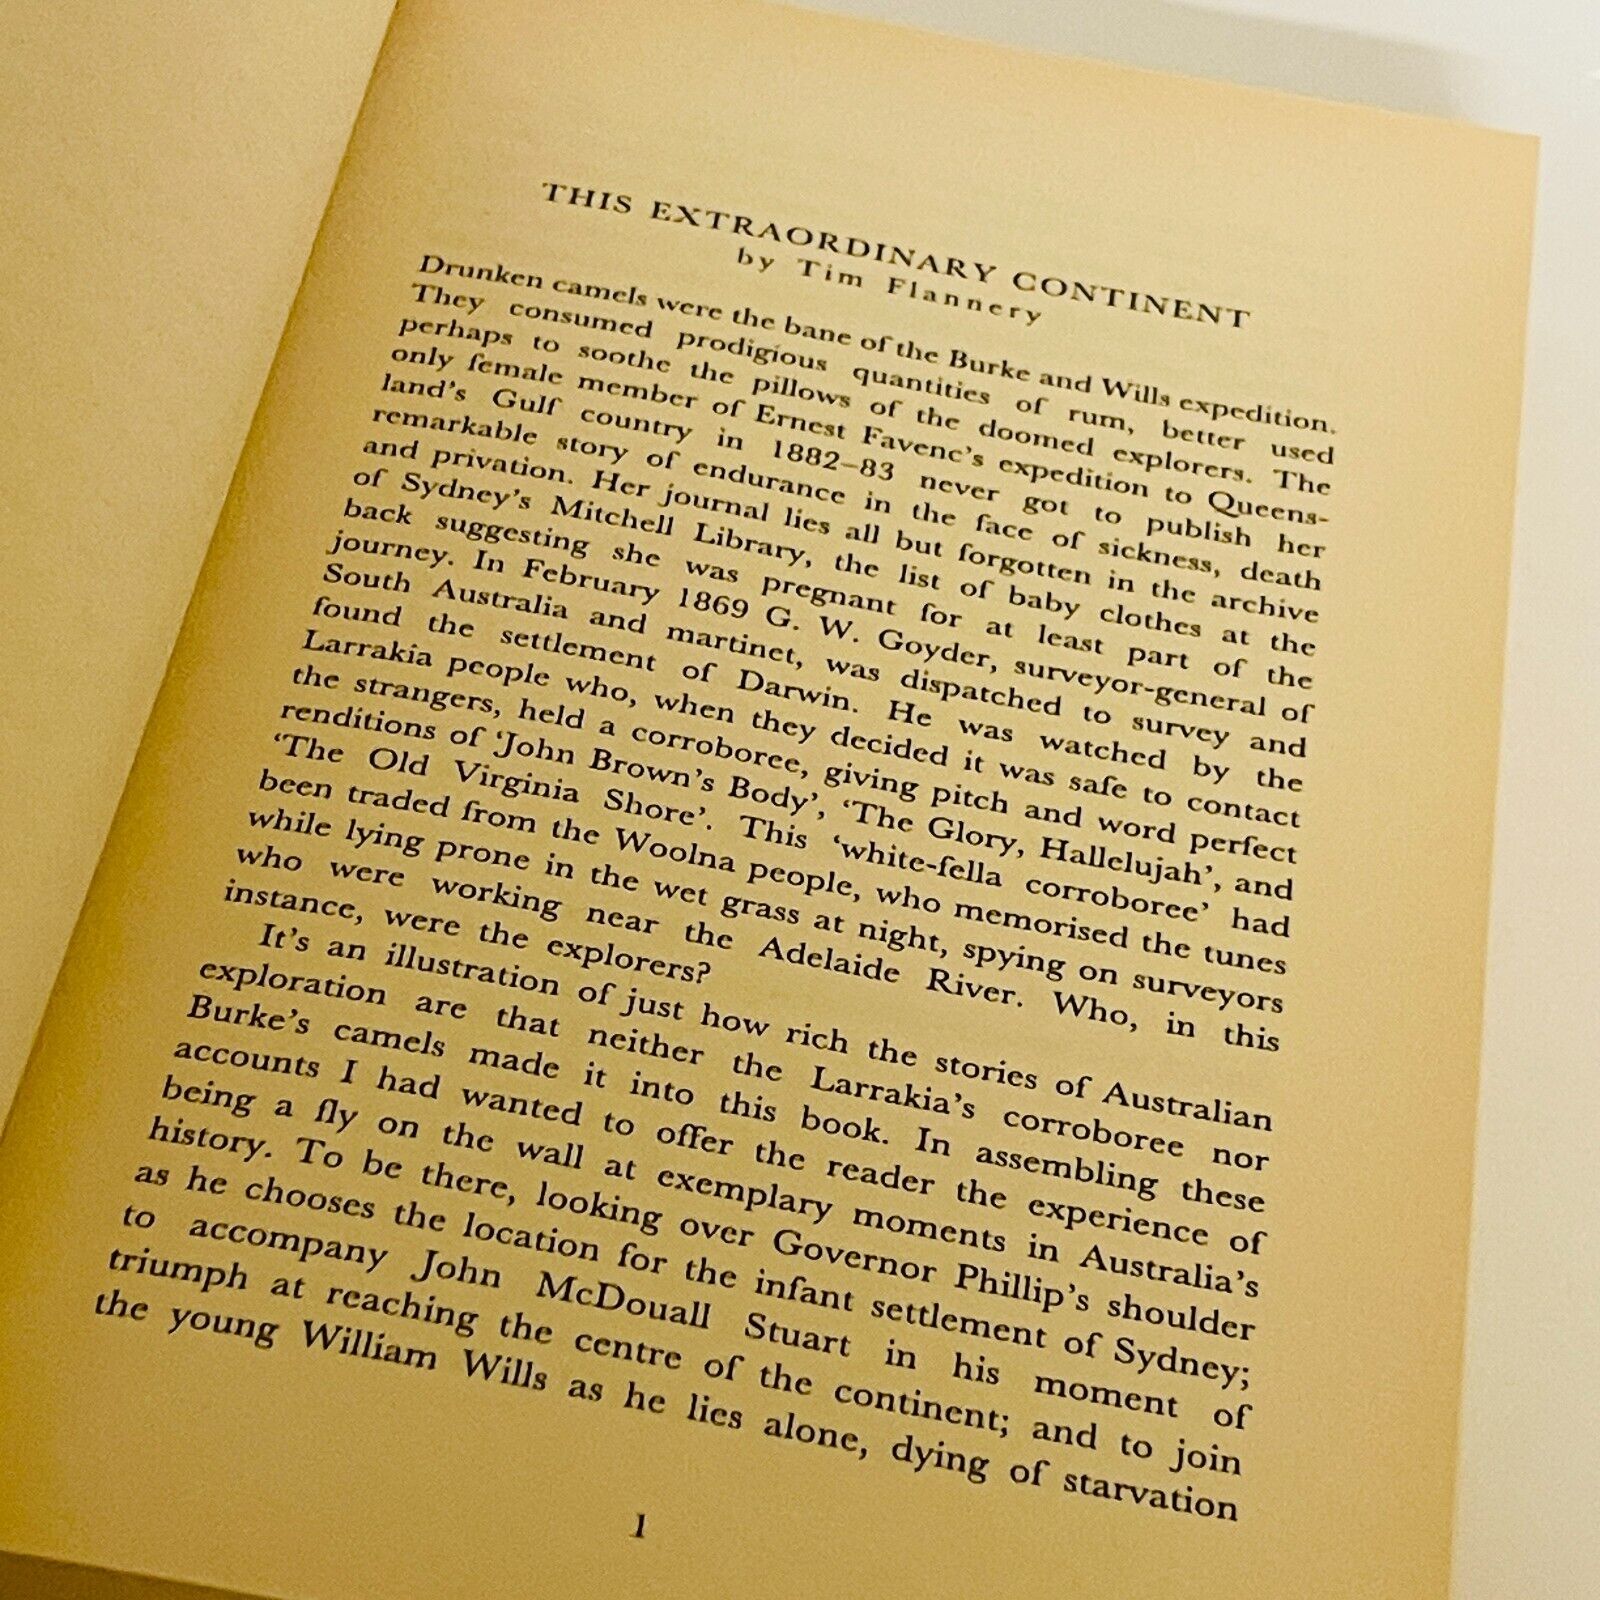 THIS EXTRAORDINARY CONTINENT
by Tim Flannery
Drunken camels were the bane of the Burke and Wills expedition.
They consumed prodigious quantities of rum, better used
perhaps to soothe the pillows of the doomed explorers. The
only female member of Ernest Favenc's expedition to Queens-
land's Gulf country in 1882–83 never got to publish her
remarkable story of endurance in the face of sickness, death
and privation. Her journal lies all but forgotten in the archive
of Sydney's Mitchell Library, the list of baby clothes at the
back suggesting she was pregnant for at least part of the
journey. In February 1869 G. W. Goyder, surveyor-general of
South Australia and martinet, was dispatched to survey and
found the settlement of Darwin. He was watched by the
Larrakia people who, when they decided it was safe to contact
the strangers, held a corroboree, giving pitch and word perfect
renditions of ‘John Brown's Body’, ‘The Glory, Hallelujah’, and
‘The Old Virginia Shore’. This ‘white-fella corroboree’ had
been traded from the Woolna people, who memorised the tunes
while lying prone in the wet grass at night, spying on surveyors
who were working near the Adelaide River. Who, in this
instance, were the explorers?
It's an illustration of just how rich the stories of Australian
exploration are that neither the Larrakia's corroboree nor
Burke's camels made it into this book. In assembling these
accounts I had wanted to offer the reader the experience of
being a fly on the wall at exemplary moments in Australia's
history. To be there, looking over Governor Phillip's shoulder
as he chooses the location for the infant settlement of Sydney;
to accompany John McDouall Stuart in his moment of
triumph at reaching the centre of the continent; and to join
the young William Wills as he lies alone, dying of starvation
1